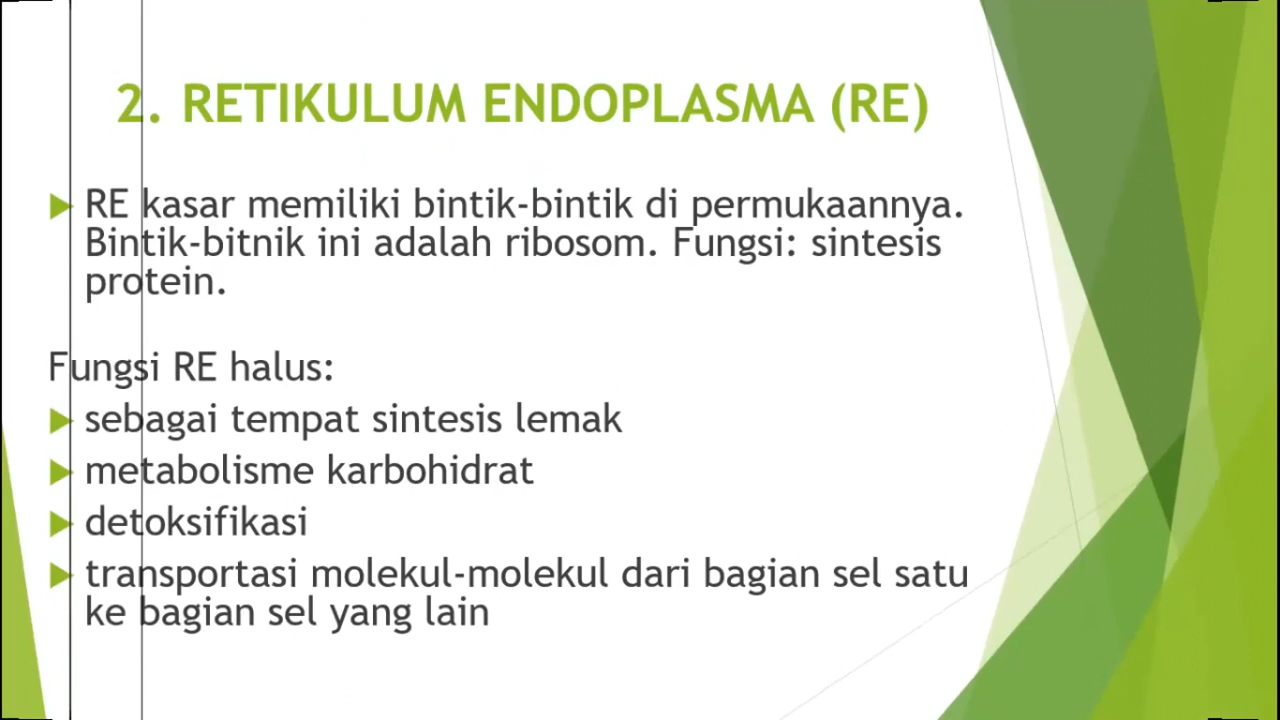 2. RETIKULUM ENDOPLASMA (RE)
RE kasar memiliki bintik-bintik di permukaannya.
Bintik-bitnik ini adalah ribosom. Fungsi: sintesis
protein.
Fungsi RE halus:
sebagai tempat sintesis lemak
metabolisme karbohidrat
detoksifikasi
transportasi molekul-molekul dari bagian sel satu
ke bagian sel yang lain